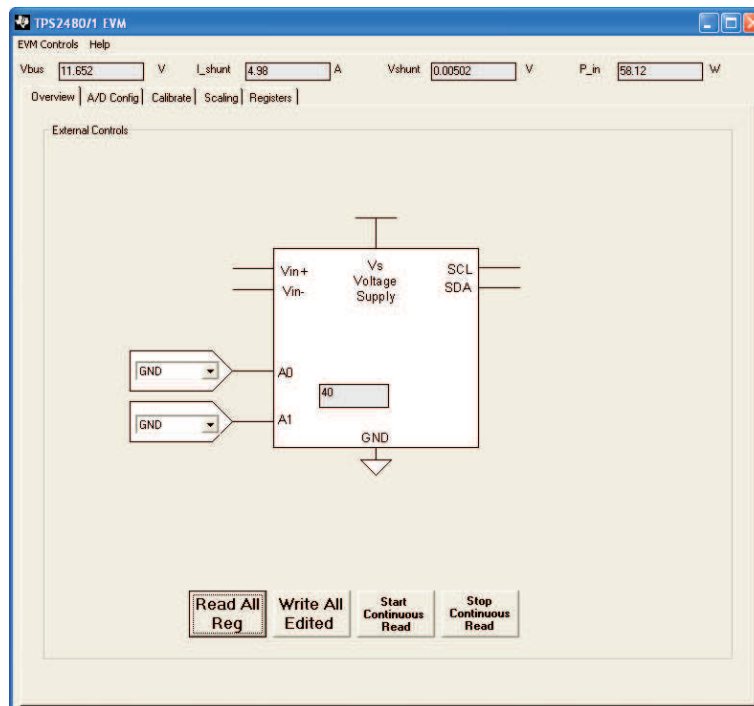 TPS2480/1 EVM
EVM Controls Help
Vbus 11.652 V I_shunt 4.98 A Vshunt 0.00502 V P_in 58.12 W
Overview A/D Config Calibrate Scaling Registers
External Controls
Vin+ Vs SCL
Vin- Voltage SDA
Supply
GND A0
40
GND A1
GND
Read All Write All Start Stop
Reg Edited Continuous Continuous
Read Read